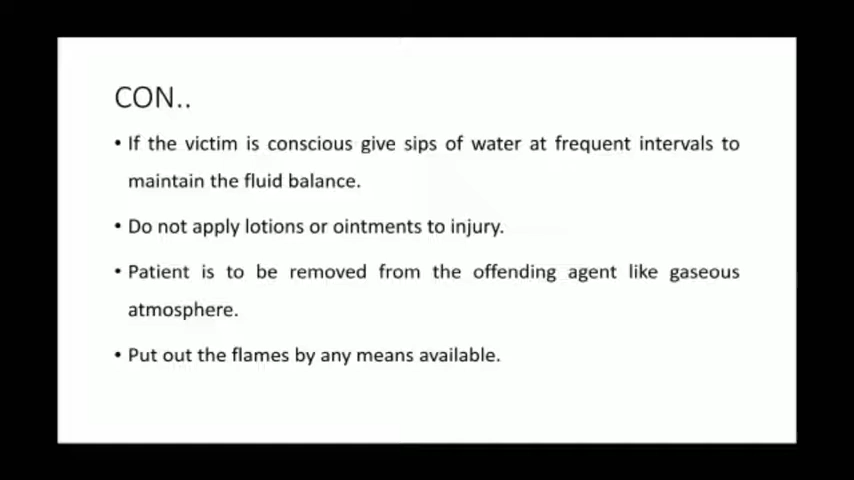 CON..
• If the victim is conscious give sips of water at frequent intervals to
maintain the fluid balance.
• Do not apply lotions or ointments to injury.
• Patient is to be removed from the offending agent like gaseous
atmosphere.
• Put out the flames by any means available.